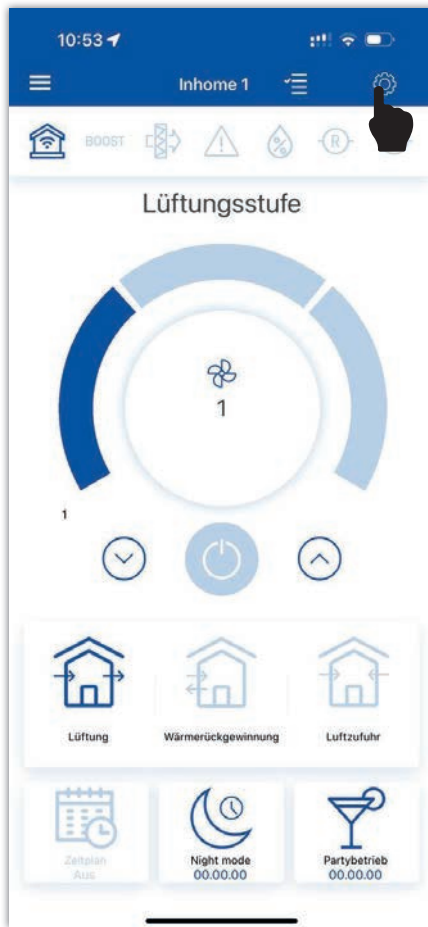 10:53
Inhome 1
BOOST
%
R
Lüftungsstufe
1
1
Lüftung Wärmerückgewinnung Luftzufuhr
Zeitplan Night mode Partybetrieb
Aus 00.00.00 00.00.00